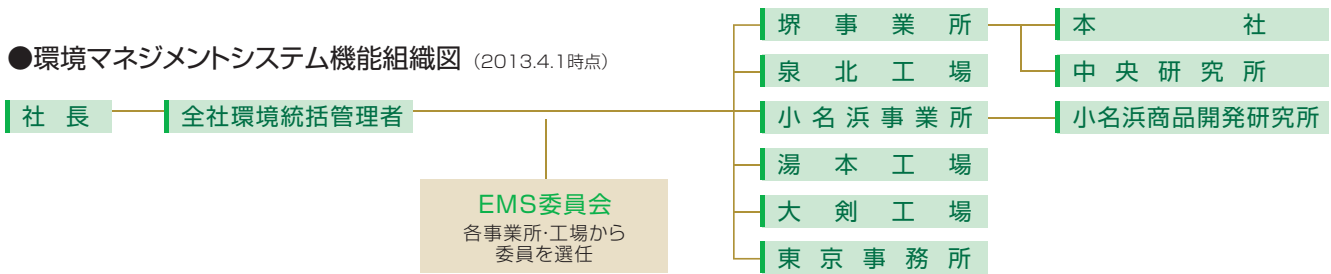 ●環境マネジメントシステム機能組織図 (2013.4.1時点)
社長
全社環境統括管理者
EMS委員会
各事業所・工場から
委員を選任
堺事業所
本社
泉北工場
中央研究所
小名浜事業所
小名浜商品開発研究所
湯本工場
大剣工場
東京事務所